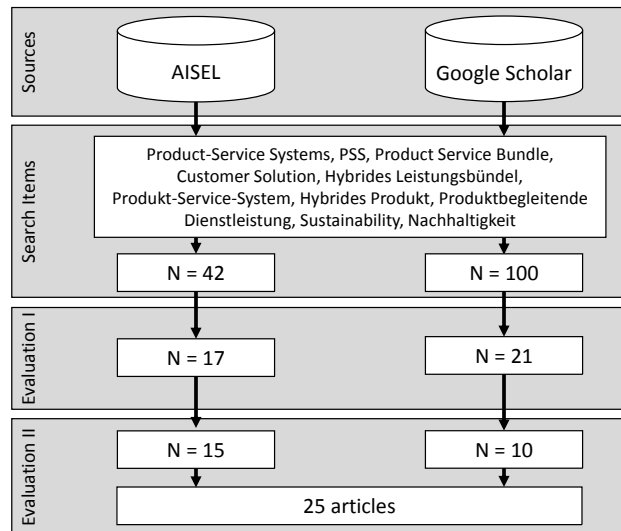 Sources
AISEL
Google Scholar
Search Items
Product-Service Systems, PSS, Product Service Bundle,
Customer Solution, Hybrides Leistungsbündel,
Produkt-Service-System, Hybrides Produkt, Produktbegleitende
Dienstleistung, Sustainability, Nachhaltigkeit
N = 42
N = 100
Evaluation I
N = 17
N = 21
Evaluation II
N = 15
N = 10
25 articles